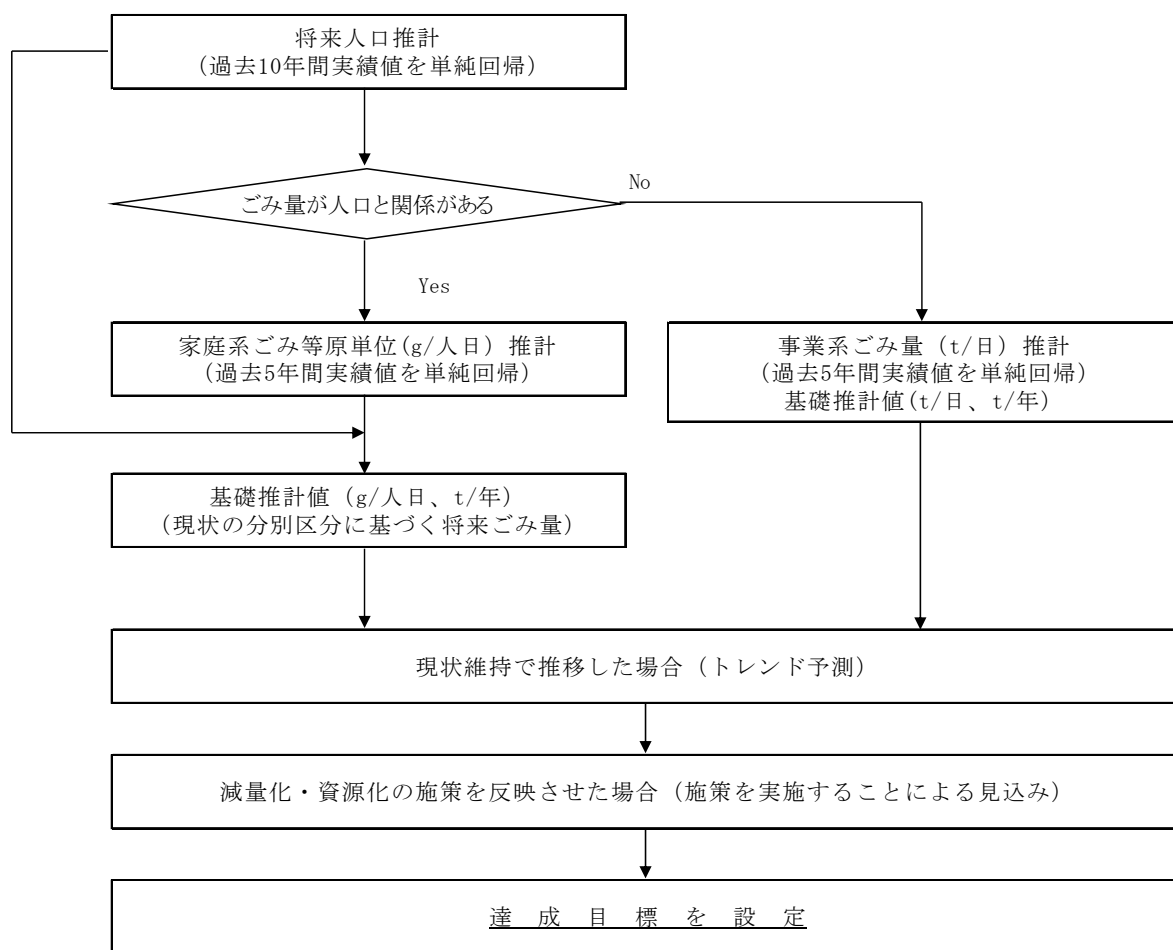 将来人口推計
(過去10年間実績値を単純回帰)
ごみ量が人口と関係がある
No
Yes
家庭系ごみ等原単位(g/人日) 推計
(過去5年間実績値を単純回帰)
事業系ごみ量 (t/日) 推計
(過去5年間実績値を単純回帰)
基礎推計値(t/日、t/年)
基礎推計値 (g/人日、t/年)
(現状の分別区分に基づく将来ごみ量)
現状維持で推移した場合 (トレンド予測)
減量化・資源化の施策を反映させた場合 (施策を実施することによる見込み)
達 成 目 標 を 設 定